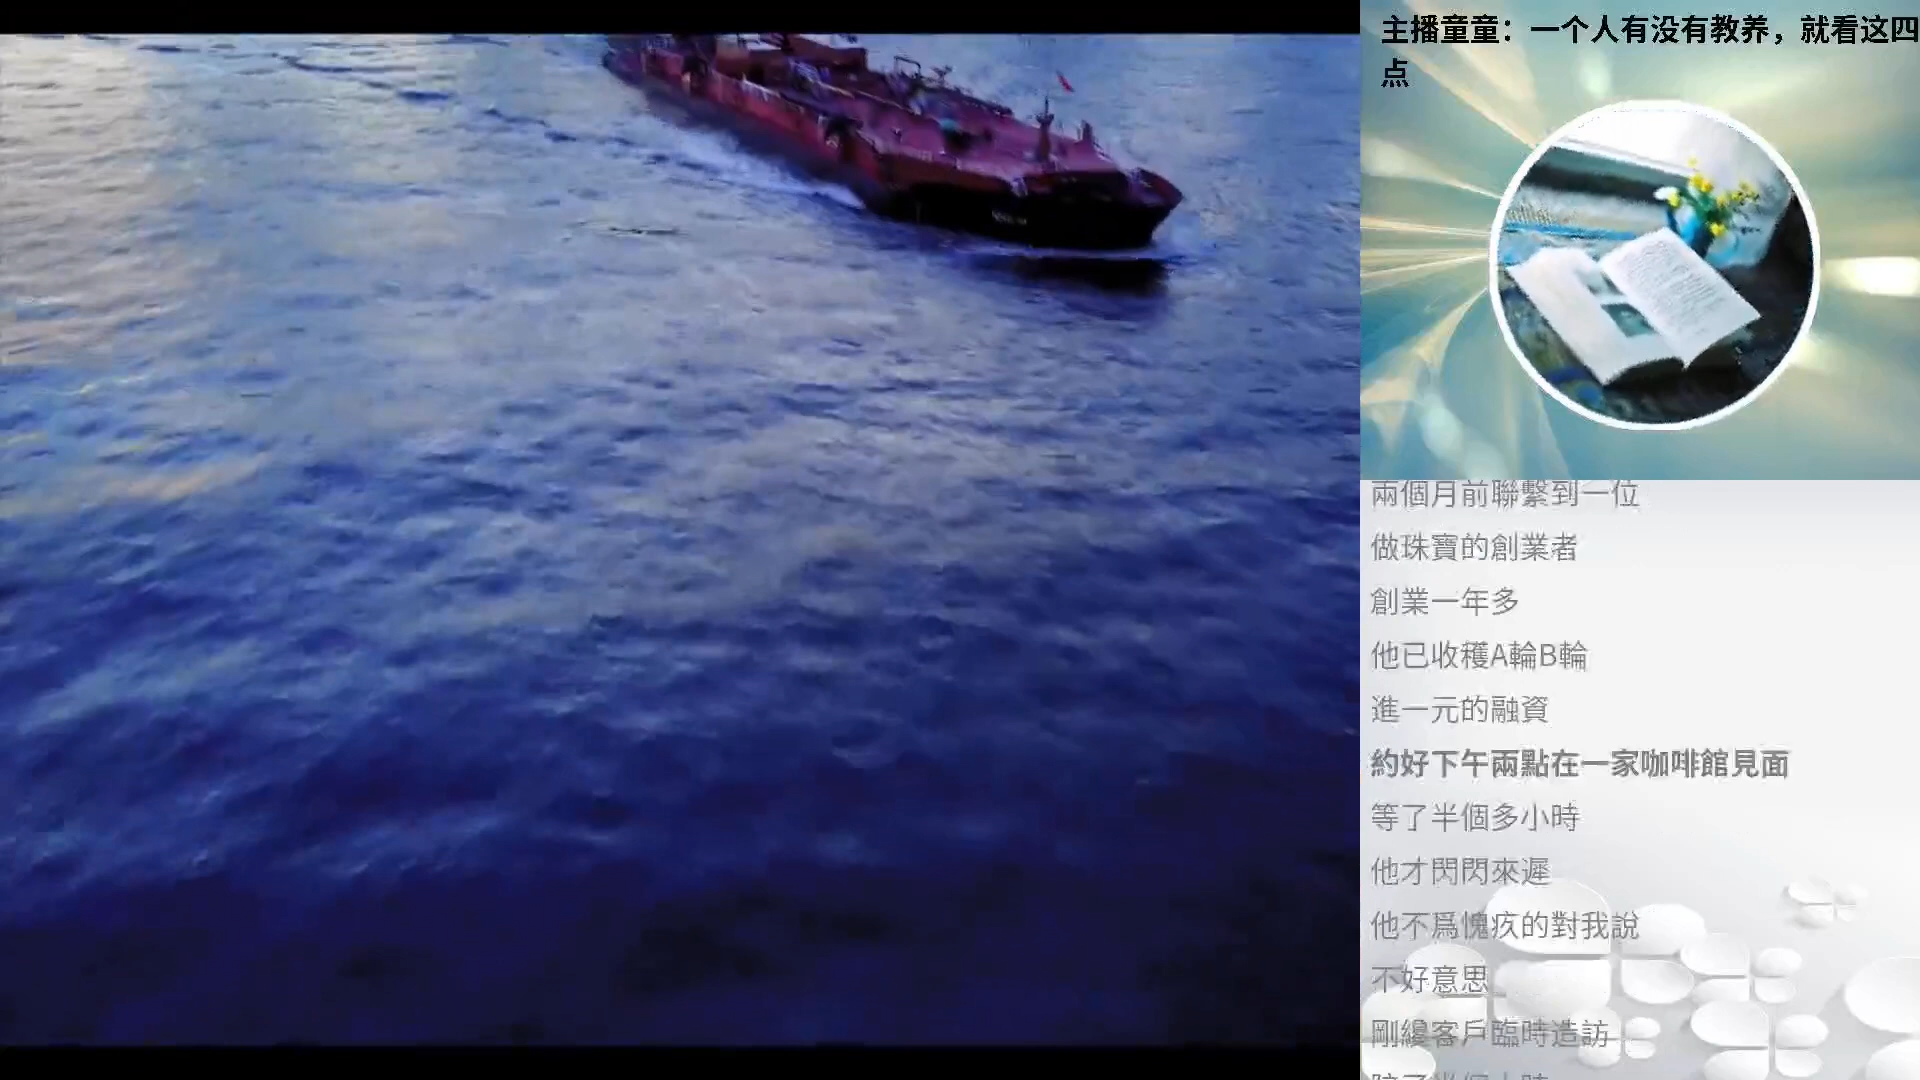 主播童童：一个人有没有教养，就看这四
点
兩個月前聯繫到一位
做珠寶的創業者
創業一年多
他已收穫A輪B輪
進一元的融資
約好下午兩點在一家咖啡館見面
等了半個多小時
他才閃閃來遲
他不爲愧疚的對我說
不好意思
剛纔客戶臨時造訪